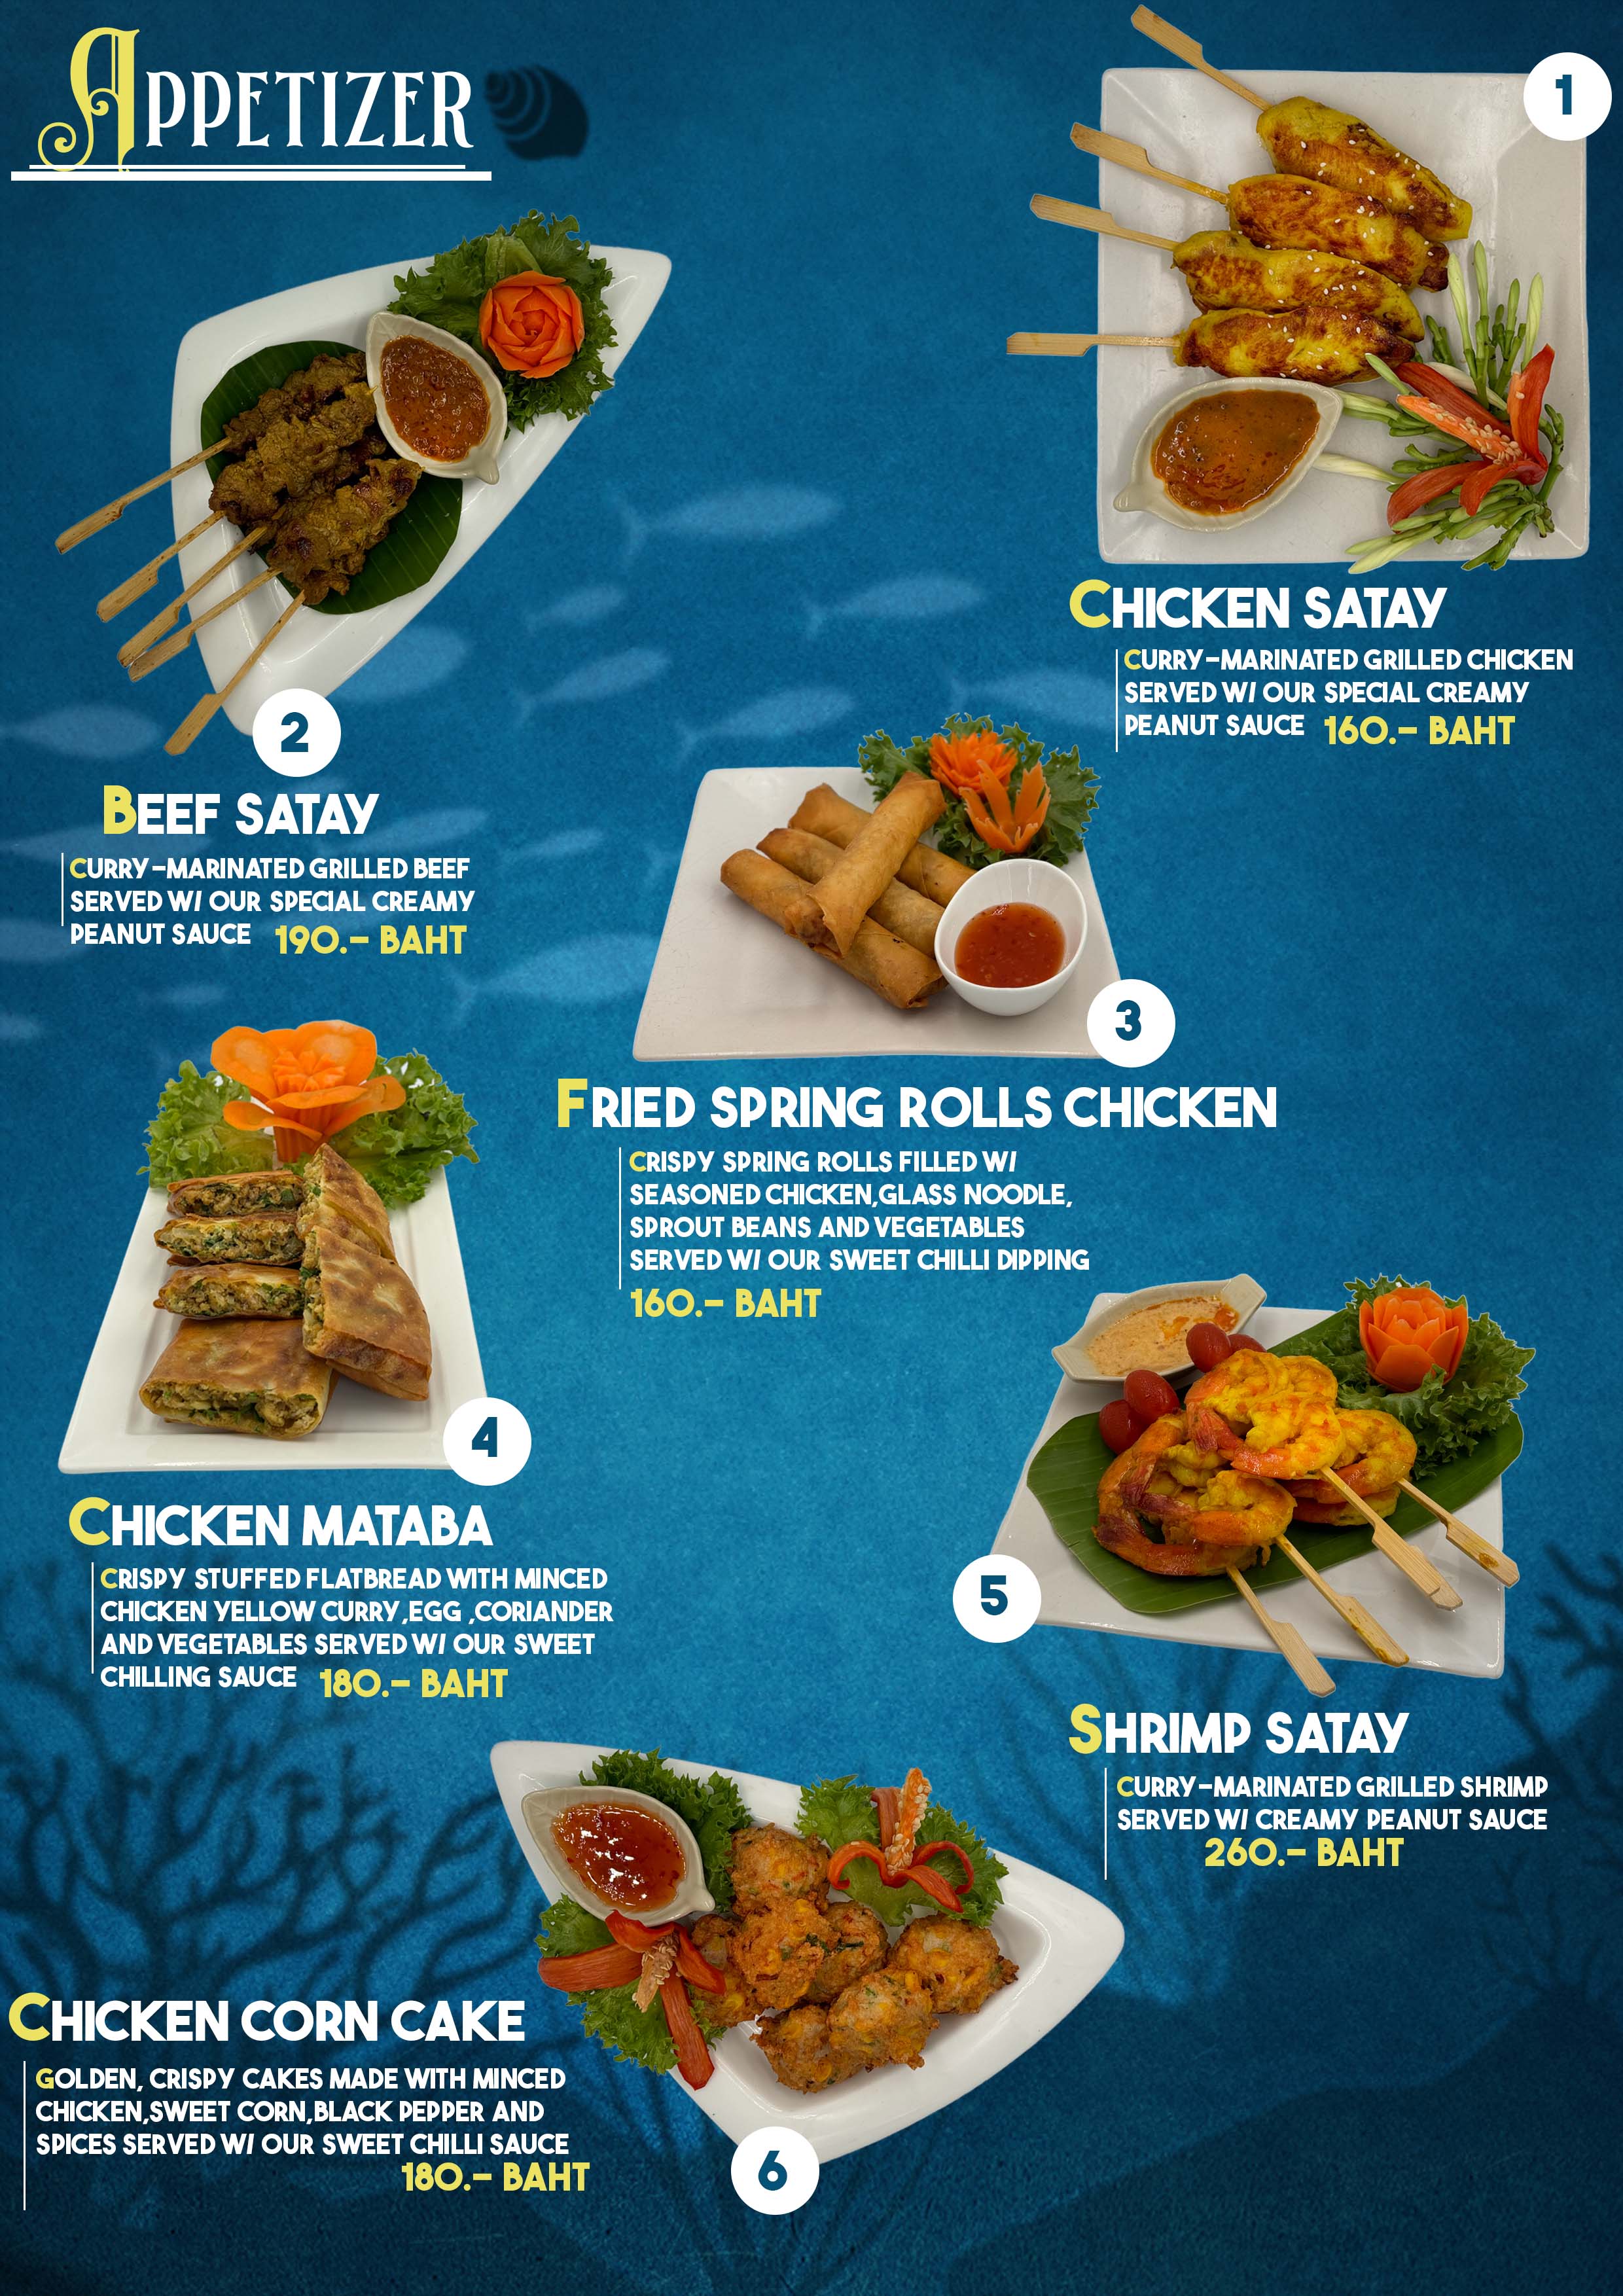 APPETIZER
1
CHICKEN SATAY
CURRY-MARINATED GRILLED CHICKEN
SERVED W/ OUR SPECIAL CREAMY
PEANUT SAUCE 160.- BAHT
2
BEEF SATAY
CURRY-MARINATED GRILLED BEEF
SERVED W/ OUR SPECIAL CREAMY
PEANUT SAUCE 190.- BAHT
3
FRIED SPRING ROLLS CHICKEN
CRISPY SPRING ROLLS FILLED W/
SEASONED CHICKEN,GLASS NOODLE,
SPROUT BEANS AND VEGETABLES
SERVED W/ OUR SWEET CHILLI DIPPING
160.- BAHT
4
CHICKEN MATABA
CRISPY STUFFED FLATBREAD WITH MINCED
CHICKEN YELLOW CURRY,EGG ,CORIANDER
AND VEGETABLES SERVED W/ OUR SWEET
CHILLING SAUCE 180.- BAHT
5
SHRIMP SATAY
CURRY-MARINATED GRILLED SHRIMP
SERVED W/ CREAMY PEANUT SAUCE
260.- BAHT
CHICKEN CORN CAKE
GOLDEN, CRISPY CAKES MADE WITH MINCED
CHICKEN,SWEET CORN,BLACK PEPPER AND
SPICES SERVED W/ OUR SWEET CHILLI SAUCE
180.- BAHT
6